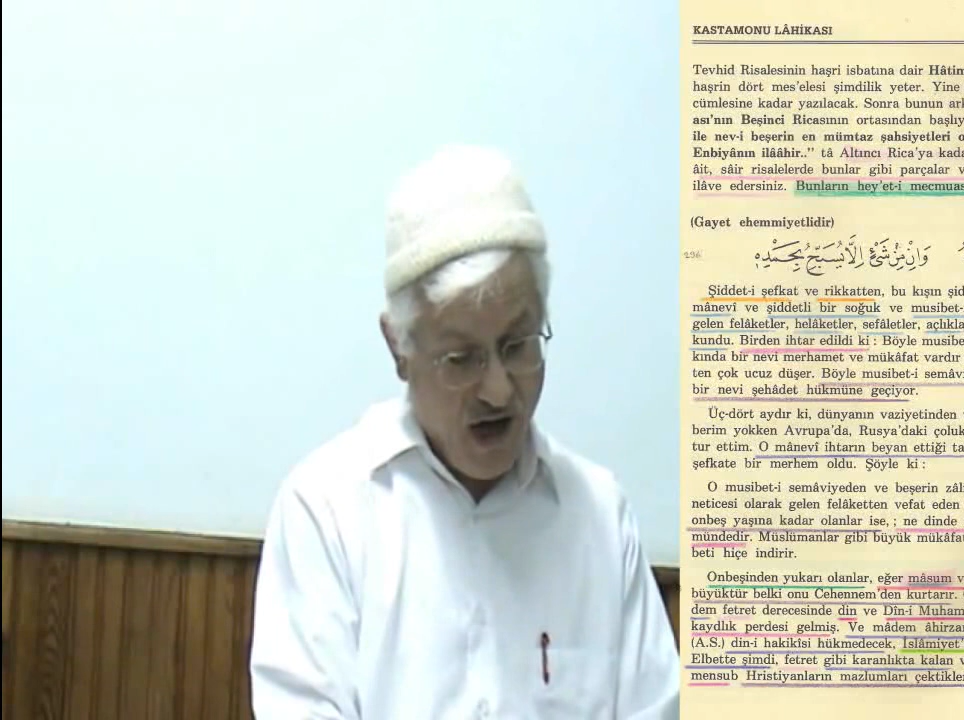 KASTAMONU LÂHİKASI
Tevhid Risalesinin haşri isbatına dair Hâtim
haşrin dört mes'elesi şimdilik yeter. Yine
cümlesine kadar yazılacak. Sonra bunun ar
ası'nın Beşinci Ricasının ortasından başlıy
ile nev-i beşerin en mümtaz şahsiyetleri o
Enbiyânın ilââhir.." tâ Altıncı Rica'ya kada
âit, sâir risalelerde bunlar gibi parçalar v
ilâve edersiniz. Bunların hey'et-i mecmuas
(Gayet ehemmiyetlidir)
وَاِنْ مِنْ شَيْءٍ اِلَّا يُسَبِّحُ بِحَمْدِهِ
Şiddet-i şefkat ve rikkatten, bu kışın şid
mânevî ve şiddetli bir soğuk ve musibet-
gelen felâketler, helâketler, sefâletler, açlıkla
kundu. Birden ihtar edildi ki : Böyle musibe
kında bir nevi merhamet ve mükâfat vardır
ten çok ucuz düşer. Böyle musibet-i semâvi
bir nevi şehâdet hükmüne geçiyor.
Üç-dört aydır ki, dünyanın vaziyetinden
berim yokken Avrupa'da, Rusya'daki çoluk
tur ettim. O mânevî ihtarın beyan ettiği ta
şefkate bir merhem oldu. Şöyle ki :
O musibet-i semâviyeden ve beşerin zâli
neticesi olarak gelen felâketten vefat eden
onbeş yaşına kadar olanlar ise, ; ne dinde
mündedir. Müslümanlar gibi büyük mükâfat
beti hiçe indirir.
Onbeşinden yukarı olanlar, eğer mâsum v
büyüktür belki onu Cehennem'den kurtarır.
dem fetret derecesinde din ve Dîn-i Muham
kaydlık perdesi gelmiş. Ve mâdem âhirza
(A.S.) din-i hakikîsi hükmedecek, İslâmiyet'
Elbette şimdi, fetret gibi karanlıkta kalan v
mensub Hristiyanların mazlumları çektikler